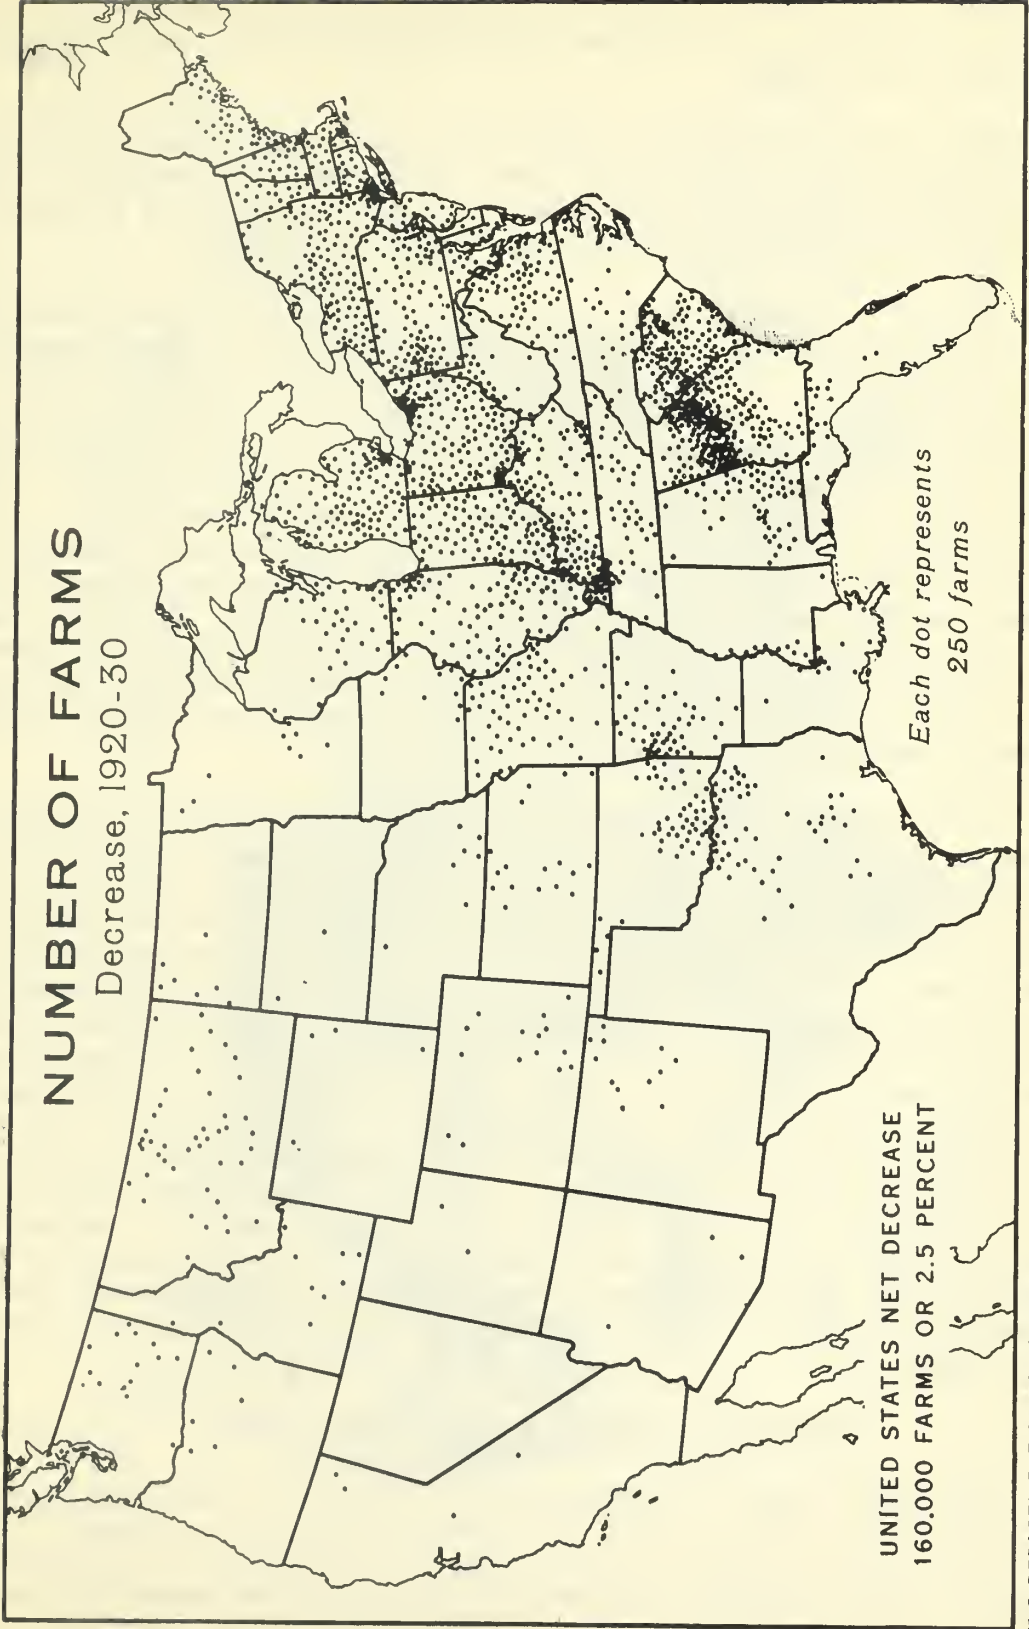 NUMBER OF FARMS
Decrease, 1920-30
Each dot represents
250 farms
UNITED STATES NET DECREASE
160,000 FARMS OR 2.5 PERCENT